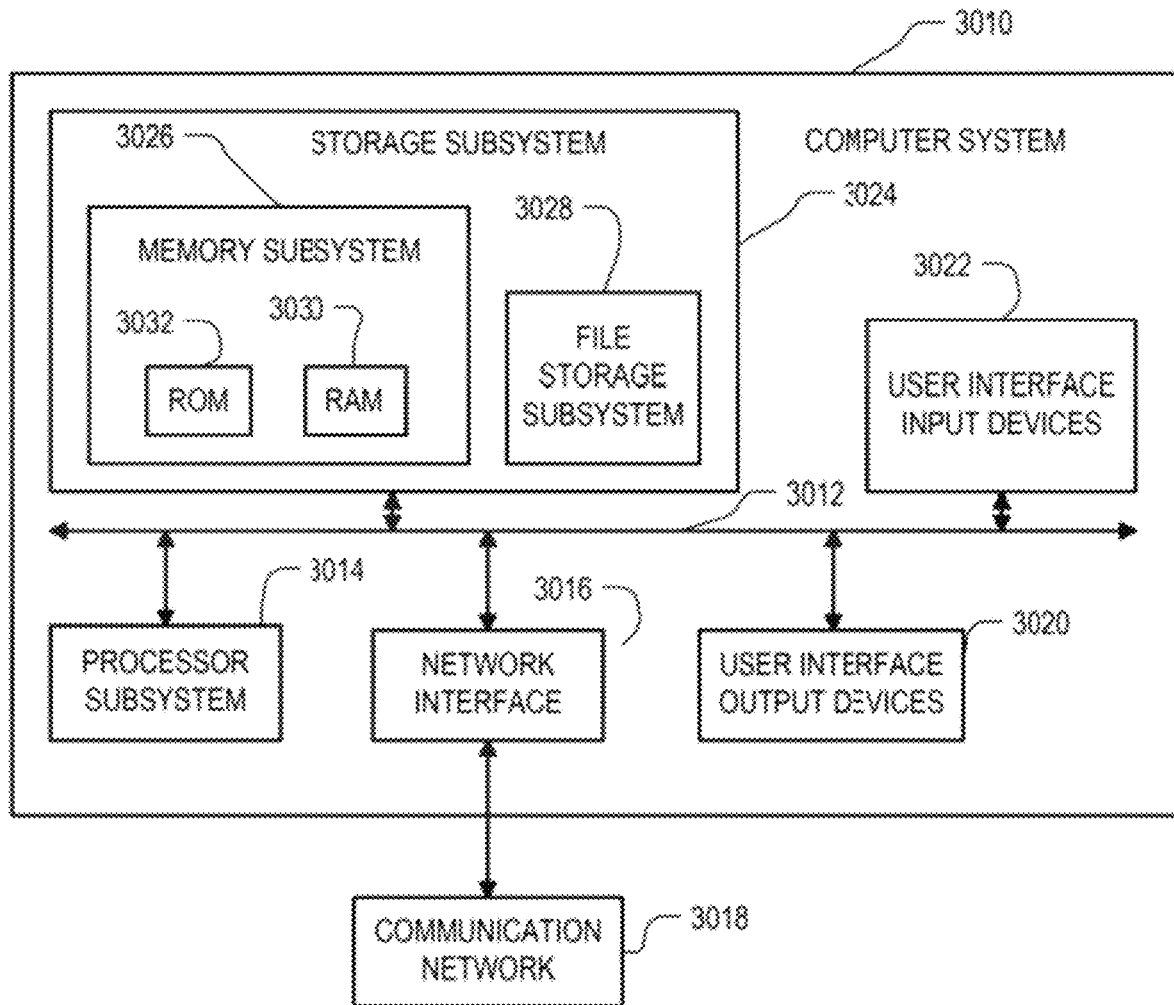 3010
STORAGE SUBSYSTEM
COMPUTER SYSTEM
3026
3024
3028
MEMORY SUBSYSTEM
3022
3032
3030
FILE
STORAGE
SUBSYSTEM
ROM
RAM
USER INTERFACE
INPUT DEVICES
3012
3014
3016
3020
PROCESSOR
SUBSYSTEM
NETWORK
INTERFACE
USER INTERFACE
OUTPUT DEVICES
COMMUNICATION
NETWORK
3018